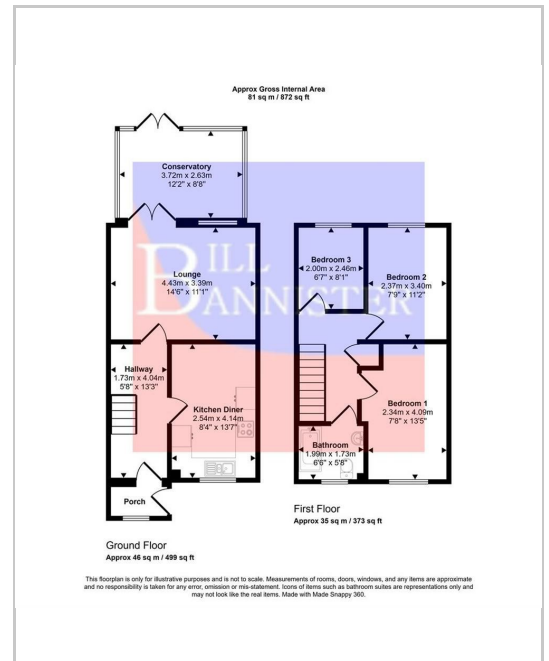 Approx Gross Internal Area
81 sq m / 872 sq ft
Conservatory
3.72m x 2.63m
12'2" x 8'8"
BILL
BANNISTER
Lounge
4.43m x 3.39m
14'6" x 11'1"
Bedroom 3
2.00m x 2.46m
6'7" x 8'1"
Bedroom 2
2.37m x 3.40m
7'9" x 11'2"
Hallway
1.73m x 4.04m
5'8" x 13'3"
Kitchen Diner
2.54m x 4.14m
8'4" x 13'7"
Bedroom 1
2.34m x 4.09m
7'8" x 13'5"
Bathroom
1.99m x 1.73m
6'6" x 5'8"
Porch
First Floor
Approx 35 sq m / 373 sq ft
Ground Floor
Approx 46 sq m / 499 sq ft
This floorplan is only for illustrative purposes and is not to scale. Measurements of rooms, doors, windows, and any items are approximate
and no responsibility is taken for any error, omission or mis-statement. Icons of items such as bathroom suites are representations only and
may not look like the real items. Made with Made Snappy 360.